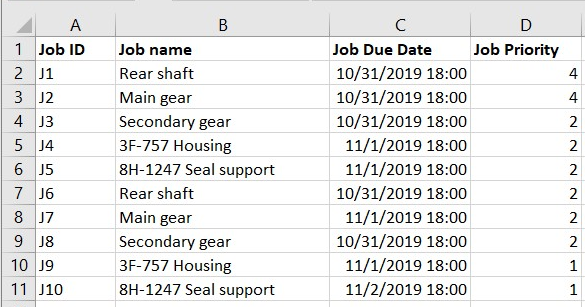 A B C D
1 Job ID Job name Job Due Date Job Priority
2 J1 Rear shaft 10/31/2019 18:00 4
3 J2 Main gear 10/31/2019 18:00 4
4 J3 Secondary gear 10/31/2019 18:00 2
5 J4 3F-757 Housing 11/1/2019 18:00 2
6 J5 8H-1247 Seal support 11/1/2019 18:00 2
7 J6 Rear shaft 10/31/2019 18:00 2
8 J7 Main gear 11/1/2019 18:00 2
9 J8 Secondary gear 10/31/2019 18:00 2
10 J9 3F-757 Housing 11/1/2019 18:00 1
11 J10 8H-1247 Seal support 11/2/2019 18:00 1